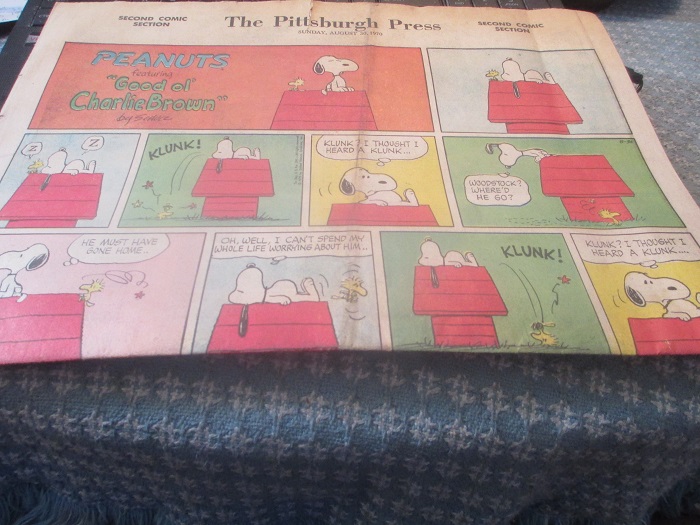 SECOND COMIC
SECTION
The Pittsburgh Press
SECOND COMIC
SECTION
PEANUTS
featuring
"Good ol'
CharlieBrown"
by Schulz
Z
Z
KLUNK!
KLUNK? I THOUGHT I
HEARD A KLUNK...
WOODSTOCK?
WHERE'D
HE GO?
HE MUST HAVE
GONE HOME..
OH, WELL, I CAN'T SPEND MY
WHOLE LIFE WORRYING ABOUT HIM..
KLUNK!
KLUNK? I THOUGHT I
HEARD A KLUNK....